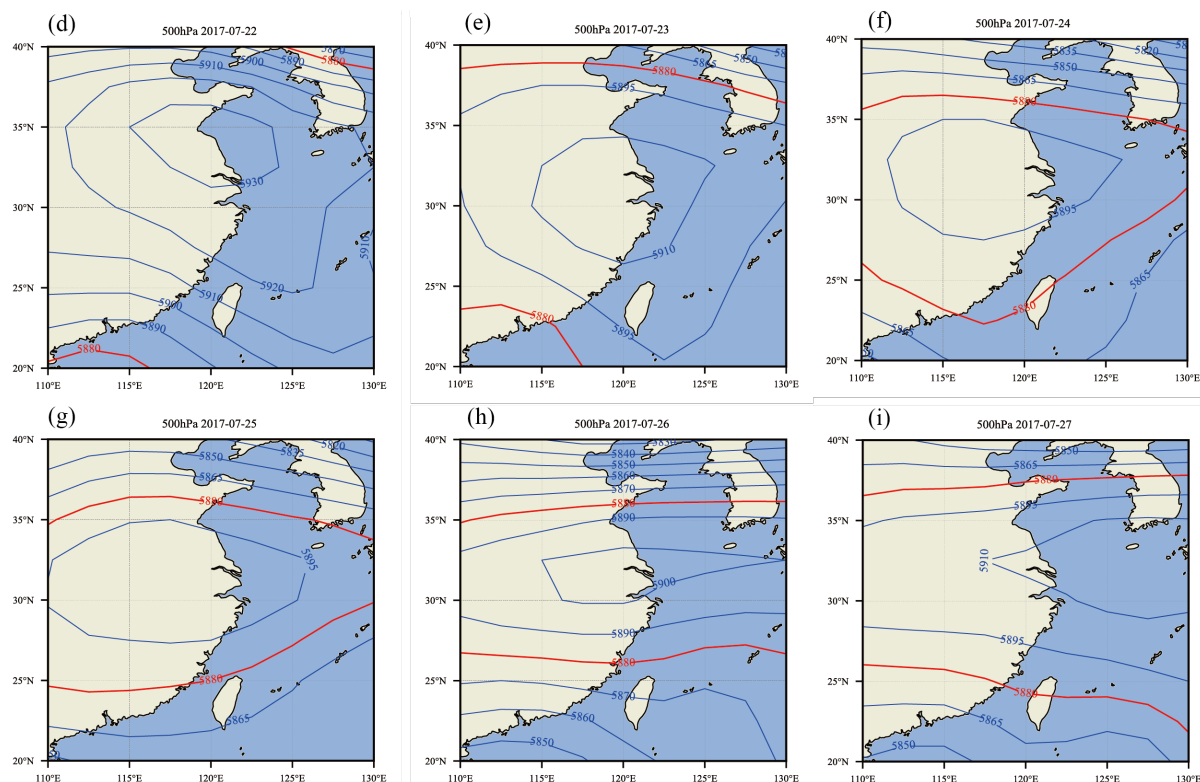 (d)
500hPa 2017-07-22
40°N
35°N
30°N
25°N
20°N
5910
5900
5890
5880
5930
5910
5920
5910
5900
5890
5880
110°E
115°E
120°E
125°E
130°E
(e)
500hPa 2017-07-23
40°N
35°N
30°N
25°N
20°N
5865
5850
5880
5895
5910
5880
5895
110°E
115°E
120°E
125°E
130°E
(f)
500hPa 2017-07-24
40°N
35°N
30°N
25°N
20°N
5835
5820
5850
5865
5880
5895
5865
5880
5865
110°E
115°E
120°E
125°E
130°E
(g)
500hPa 2017-07-25
40°N
35°N
30°N
25°N
20°N
5820
5835
5850
5865
5880
5895
5880
5865
110°E
115°E
120°E
125°E
130°E
(h)
500hPa 2017-07-26
40°N
35°N
30°N
25°N
20°N
5830
5840
5850
5860
5870
5880
5890
5900
5890
5880
5870
5860
5850
110°E
115°E
120°E
125°E
130°E
(i)
500hPa 2017-07-27
40°N
35°N
30°N
25°N
20°N
5850
5865
5880
5895
5910
5895
5880
5865
5850
110°E
115°E
120°E
125°E
130°E